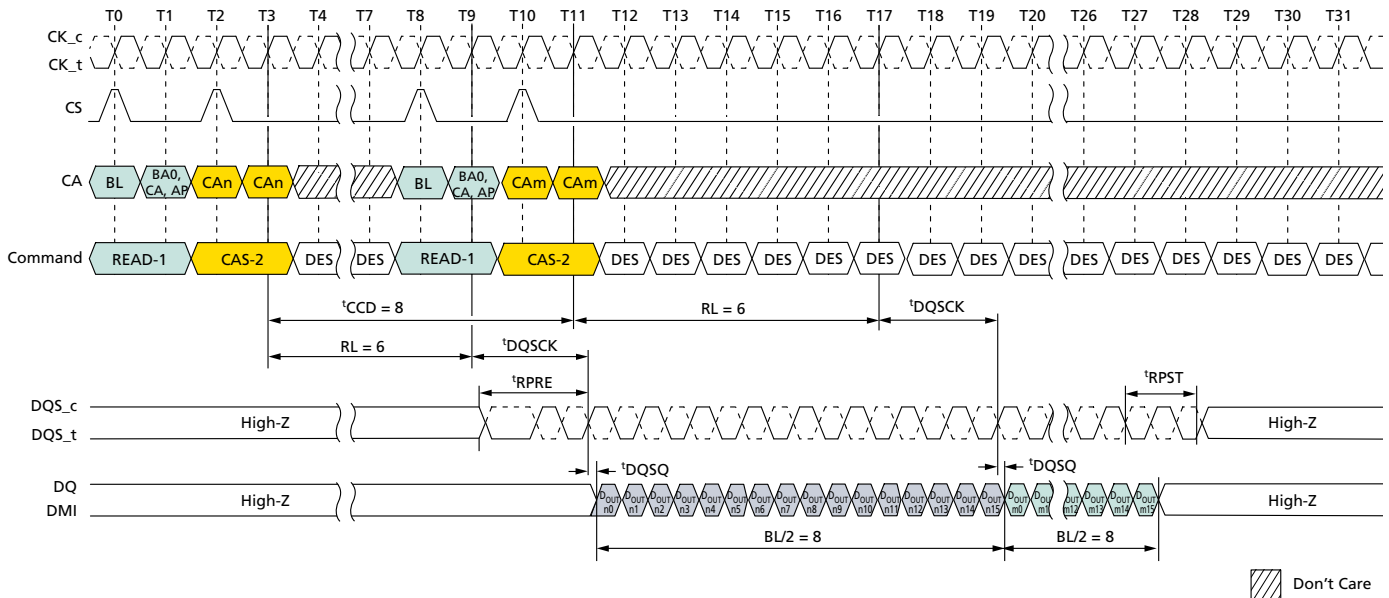 T0 T1 T2 T3 T4 T7 T8 T9 T10 T11 T12 T13 T14 T15 T16 T17 T18 T19 T20 T26 T27 T28 T29 T30 T31
CK_c
CK_t
CS
CA BL BA0, CA, AP CAn CAn BL BA0, CA, AP CAm CAm
Command READ-1 CAS-2 DES DES READ-1 CAS-2 DES DES DES DES DES DES DES DES DES DES DES DES DES DES DES
tCCD = 8 RL = 6 tDQSCK
RL = 6 tDQSCK
tRPRE tRPST
DQS_c
DQS_t
High-Z High-Z
tDQSQ tDQSQ
DQ
DMI
High-Z DOUT n0 DOUT n1 DOUT n2 DOUT n3 DOUT n4 DOUT n5 DOUT n6 DOUT n7 DOUT n8 DOUT n9 DOUT n10 DOUT n11 DOUT n12 DOUT n13 DOUT n14 DOUT n15 DOUT m0 DOUT m1 DOUT m12 DOUT m13 DOUT m14 DOUT m15 High-Z
BL/2 = 8 BL/2 = 8
Don't Care